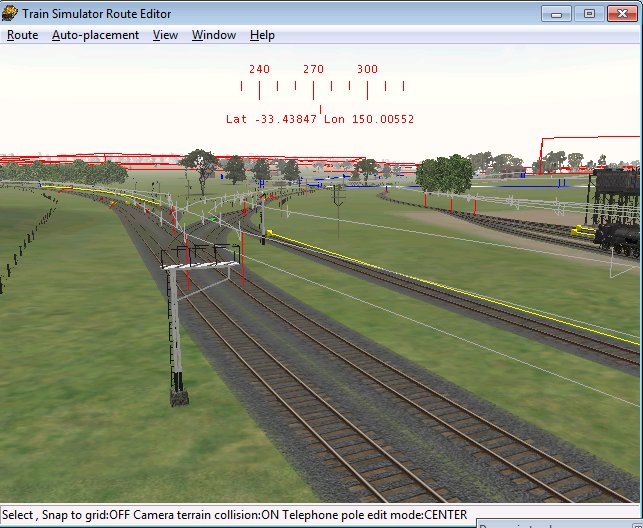 Train Simulator Route Editor
Route Auto-placement View Window Help
240 270 300
Lat -33.43847 Lon 150.00552
Select , Snap to grid:OFF Camera terrain collision:ON Telephone pole edit mode:CENTER